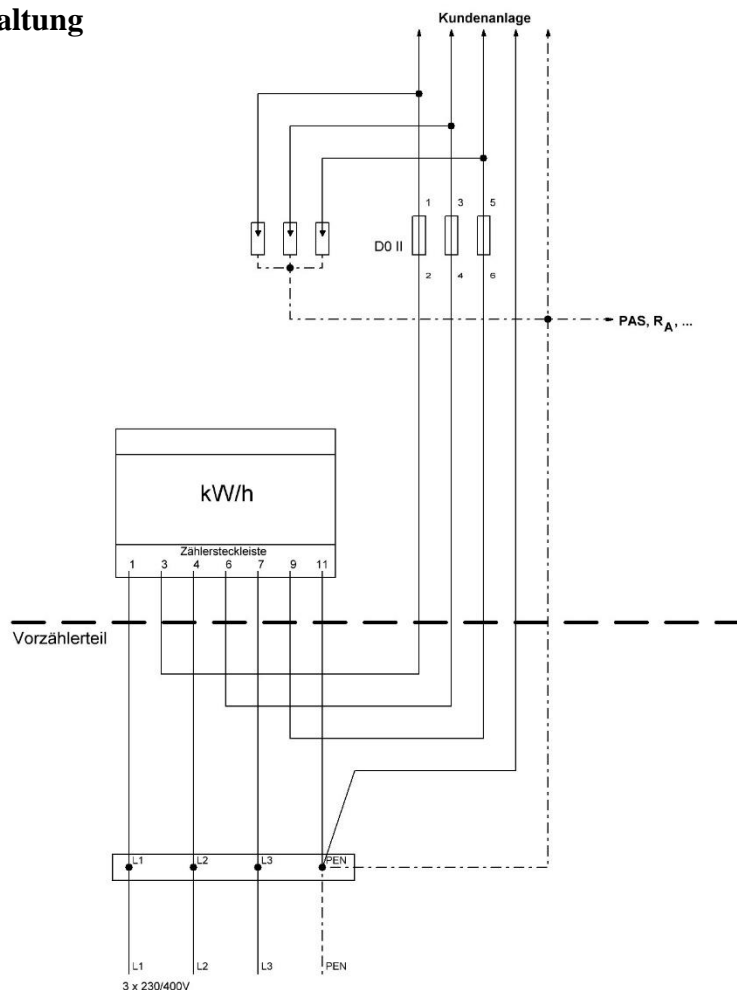 altung
Kundenanlage
1 3 5
D0 II
2 4 6
PAS, RA, ...
kW/h
Zählersteckleiste
1 3 4 6 7 9 11
Vorzählerteil
L1 L2 L3 PEN
L1 L2 L3 PEN
3 x 230/400V